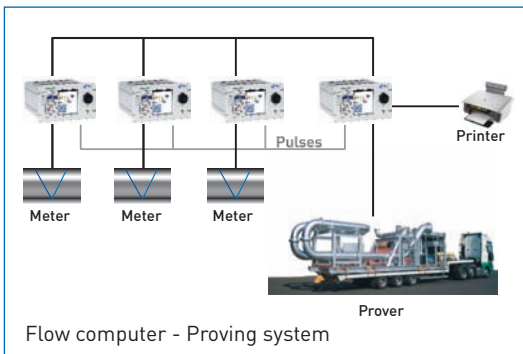 Pulses
Printer
Meter Meter Meter
Prover
Flow computer - Proving system